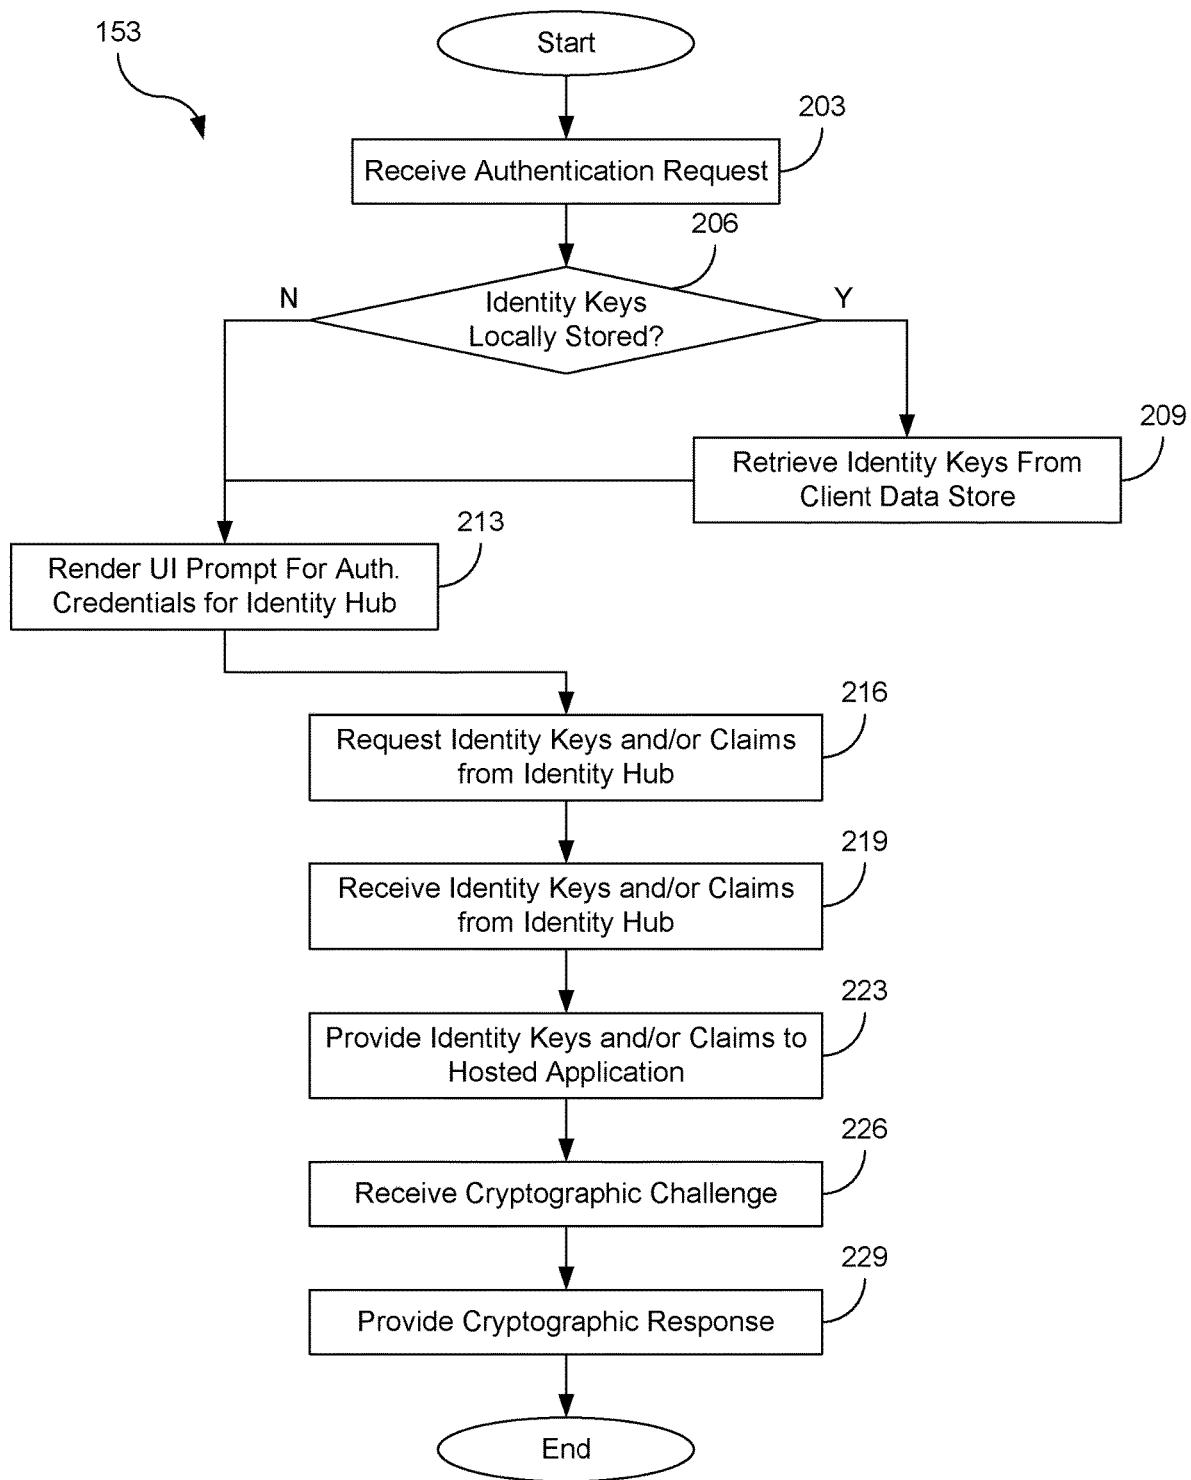 153
Start
203
Receive Authentication Request
206
N
Identity Keys
Locally Stored?
Y
209
Retrieve Identity Keys From
Client Data Store
213
Render UI Prompt For Auth.
Credentials for Identity Hub
216
Request Identity Keys and/or Claims
from Identity Hub
219
Receive Identity Keys and/or Claims
from Identity Hub
223
Provide Identity Keys and/or Claims to
Hosted Application
226
Receive Cryptographic Challenge
229
Provide Cryptographic Response
End